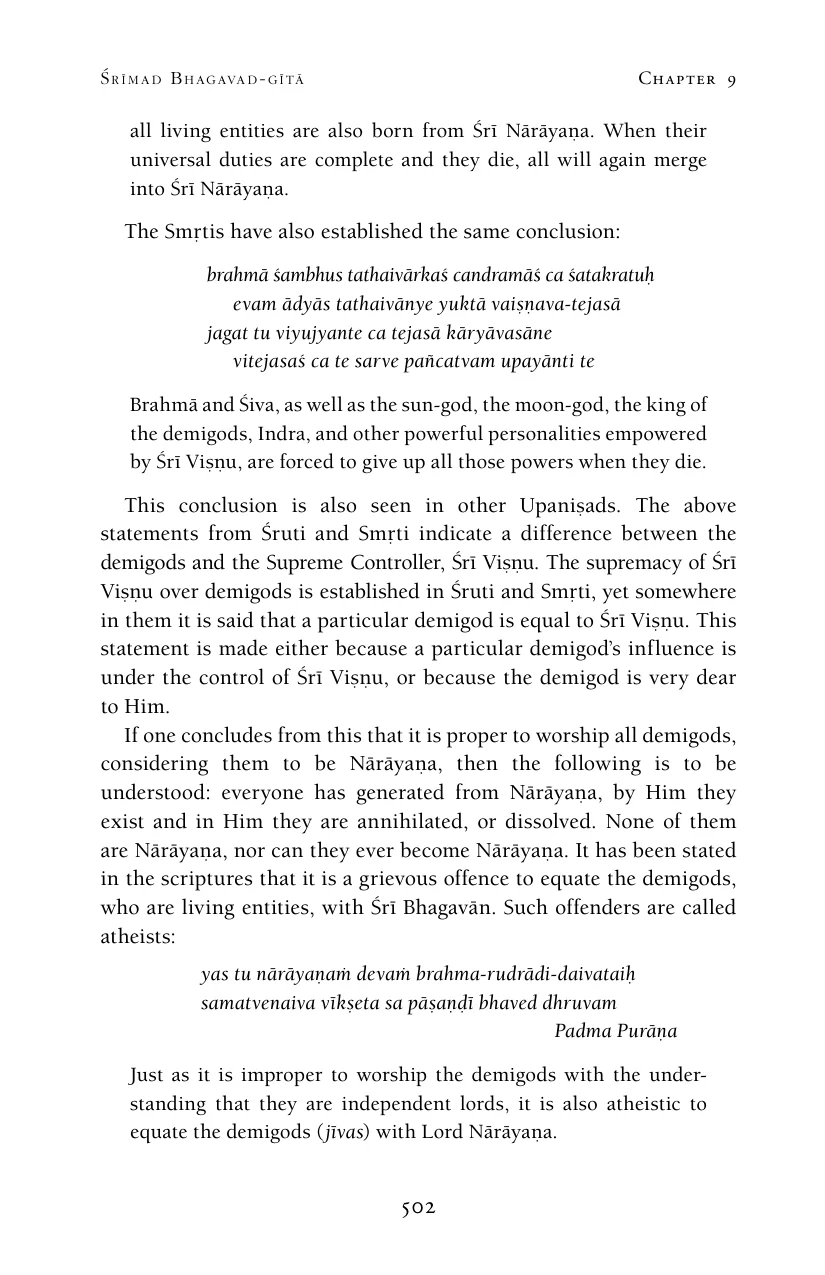 Śrīmad Bhagavad-gītā Chapter 9
all living entities are also born from Śrī Nārāyaṇa. When their
universal duties are complete and they die, all will again merge
into Śrī Nārāyaṇa.
The Smṛtis have also established the same conclusion:
brahmā śambhus tathaivārkaś candramāś ca śatakratuḥ
evam ādyās tathaivānye yuktā vaiṣṇava-tejasā
jagat tu viyujyante ca tejasā kāryāvasāne
vitejasaś ca te sarve pañcatvam upayānti te
Brahmā and Śiva, as well as the sun-god, the moon-god, the king of
the demigods, Indra, and other powerful personalities empowered
by Śrī Viṣṇu, are forced to give up all those powers when they die.
This conclusion is also seen in other Upaniṣads. The above
statements from Śruti and Smṛti indicate a difference between the
demigods and the Supreme Controller, Śrī Viṣṇu. The supremacy of Śrī
Viṣṇu over demigods is established in Śruti and Smṛti, yet somewhere
in them it is said that a particular demigod is equal to Śrī Viṣṇu. This
statement is made either because a particular demigod’s influence is
under the control of Śrī Viṣṇu, or because the demigod is very dear
to Him.
If one concludes from this that it is proper to worship all demigods,
considering them to be Nārāyaṇa, then the following is to be
understood: everyone has generated from Nārāyaṇa, by Him they
exist and in Him they are annihilated, or dissolved. None of them
are Nārāyaṇa, nor can they ever become Nārāyaṇa. It has been stated
in the scriptures that it is a grievous offence to equate the demigods,
who are living entities, with Śrī Bhagavān. Such offenders are called
atheists:
yas tu nārāyaṇaṁ devaṁ brahma-rudrādi-daivataiḥ
samatvenaiva vīkṣeta sa pāṣaṇḍī bhaved dhruvam
Padma Purāṇa
Just as it is improper to worship the demigods with the under-
standing that they are independent lords, it is also atheistic to
equate the demigods (jīvas) with Lord Nārāyaṇa.
502